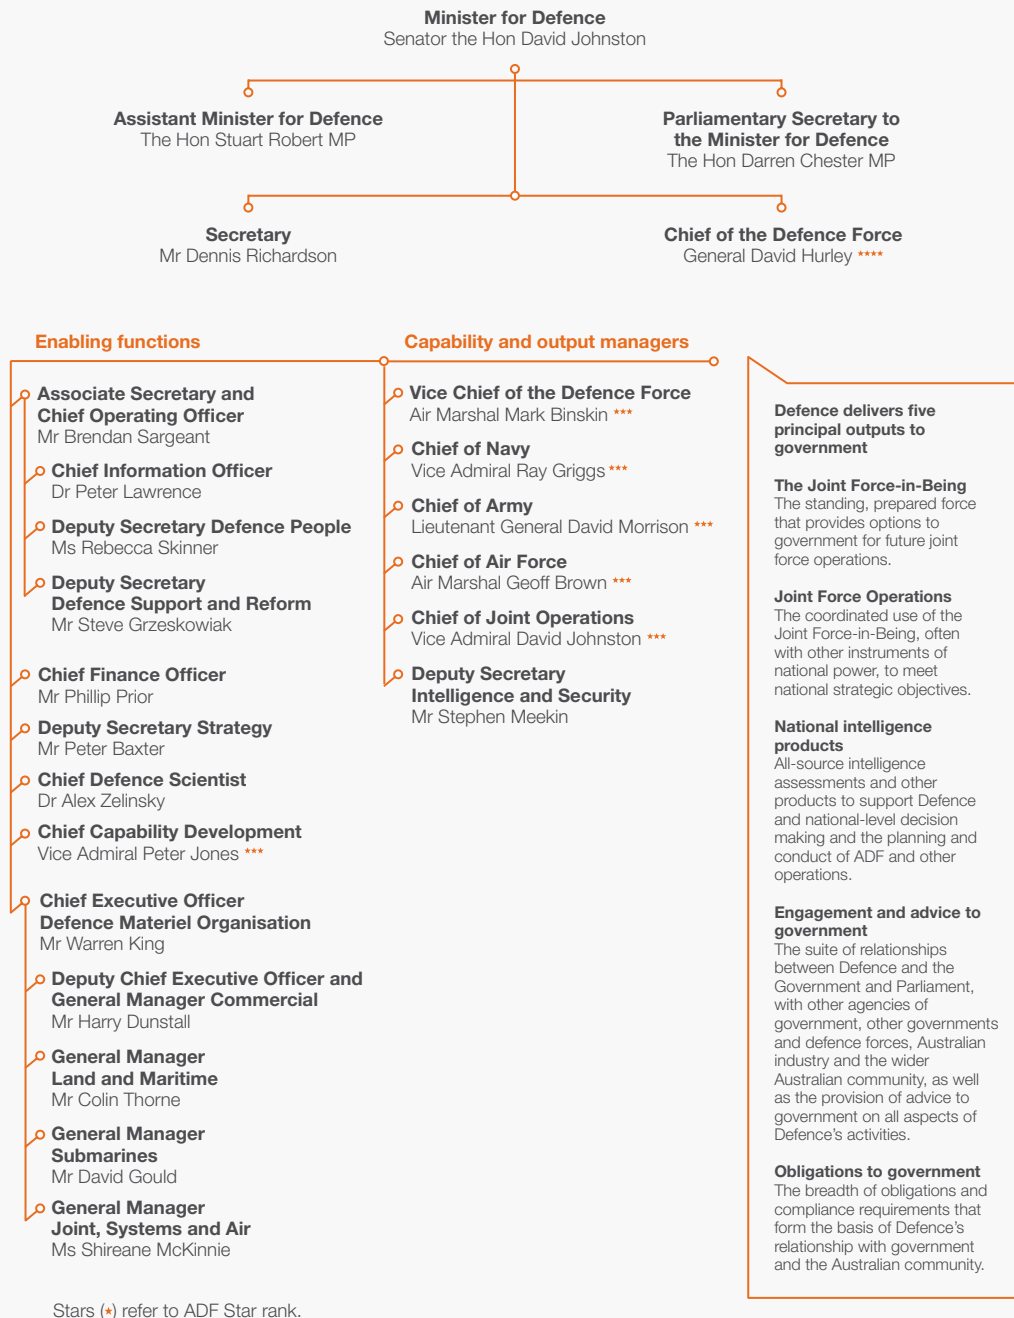 Minister for Defence
Senator the Hon David Johnston
Assistant Minister for Defence
The Hon Stuart Robert MP
Parliamentary Secretary to
the Minister for Defence
The Hon Darren Chester MP
Secretary
Mr Dennis Richardson
Chief of the Defence Force
General David Hurley ★★★★
Enabling functions
Associate Secretary and
Chief Operating Officer
Mr Brendan Sargeant
Chief Information Officer
Dr Peter Lawrence
Deputy Secretary Defence People
Ms Rebecca Skinner
Deputy Secretary
Defence Support and Reform
Mr Steve Grzeskowiak
Chief Finance Officer
Mr Phillip Prior
Deputy Secretary Strategy
Mr Peter Baxter
Chief Defence Scientist
Dr Alex Zelinsky
Chief Capability Development
Vice Admiral Peter Jones ★★★
Chief Executive Officer
Defence Materiel Organisation
Mr Warren King
Deputy Chief Executive Officer and
General Manager Commercial
Mr Harry Dunstall
General Manager
Land and Maritime
Mr Colin Thorne
General Manager
Submarines
Mr David Gould
General Manager
Joint, Systems and Air
Ms Shireane McKinnie
Capability and output managers
Vice Chief of the Defence Force
Air Marshal Mark Binskin ★★★
Chief of Navy
Vice Admiral Ray Griggs ★★★
Chief of Army
Lieutenant General David Morrison ★★★
Chief of Air Force
Air Marshal Geoff Brown ★★★
Chief of Joint Operations
Vice Admiral David Johnston ★★★
Deputy Secretary
Intelligence and Security
Mr Stephen Meekin
Defence delivers five
principal outputs to
government
The Joint Force-in-Being
The standing, prepared force
that provides options to
government for future joint
force operations.
Joint Force Operations
The coordinated use of the
Joint Force-in-Being, often
with other instruments of
national power, to meet
national strategic objectives.
National intelligence
products
All-source intelligence
assessments and other
products to support Defence
and national-level decision
making and the planning and
conduct of ADF and other
operations.
Engagement and advice to
government
The suite of relationships
between Defence and the
Government and Parliament,
with other agencies of
government, other governments
and defence forces, Australian
industry and the wider
Australian community, as well
as the provision of advice to
government on all aspects of
Defence's activities.
Obligations to government
The breadth of obligations and
compliance requirements that
form the basis of Defence's
relationship with government
and the Australian community.
Stars (★) refer to ADF Star rank.